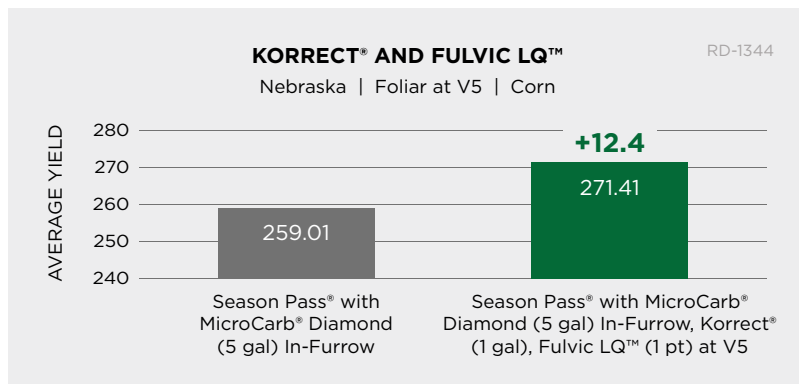 KORRECT® AND FULVIC LQ™
RD-1344
Nebraska | Foliar at V5 | Corn
AVERAGE YIELD
280
270
260
250
240
+12.4
259.01
271.41
Season Pass® with
MicroCarb® Diamond
(5 gal) In-Furrow
Season Pass® with MicroCarb®
Diamond (5 gal) In-Furrow, Korrect®
(1 gal), Fulvic LQ™ (1 pt) at V5